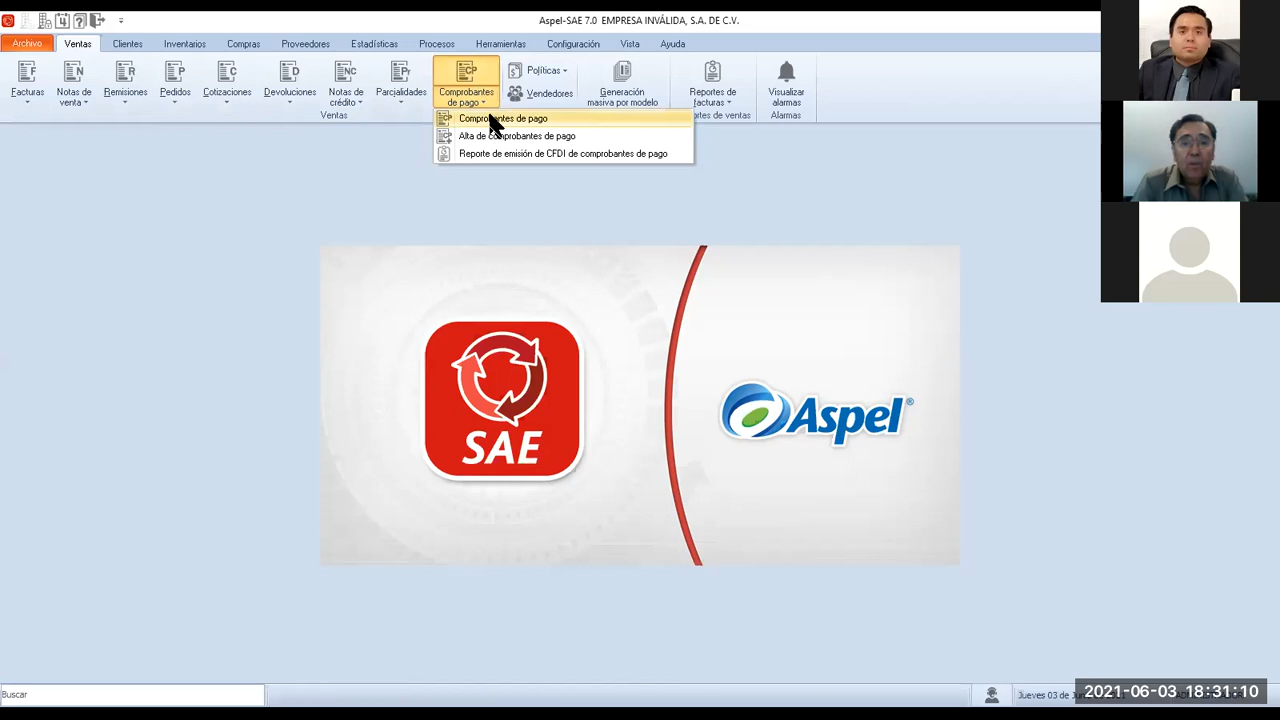 Aspel-SAE 7.0 EMPRESA INVÁLIDA, S.A. DE C.V.
Archivo Ventas Clientes Inventarios Compras Proveedores Estadísticas Procesos Herramientas Configuración Vista Ayuda
Facturas
Notas de venta
Remisiones
Pedidos
Cotizaciones
Devoluciones
Notas de crédito
Parcialidades
Comprobantes de pago
Políticas
Vendedores
Generación masiva por modelo
Reportes de facturas
Visualizar alarmas
Ventas
de ventas
Alarmas
Comprobantes de pago
Alta de comprobantes de pago
Reporte de emisión de CFDI de comprobantes de pago
SAE
Aspel®
Buscar
Jueves 03 de
2021-06-03 18:31:10